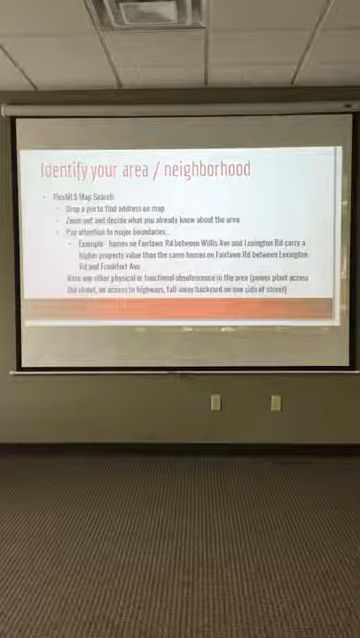 Identify your area / neighborhood
FlexMLS Map Search
Drop a pin to find address on map
Zoom out and decide what you already know about the area
Pay attention to major boundaries...
Example - homes on Fairlawn Rd between Willis Ave and Lexington Rd carry a
higher property value than the same homes on Fairlawn Rd between Lexington
Rd and Frankfort Ave
Note any other physical or functional obsolescence in the area (power plant across
the street, no access to highways, fall-away backyard on one side of street)